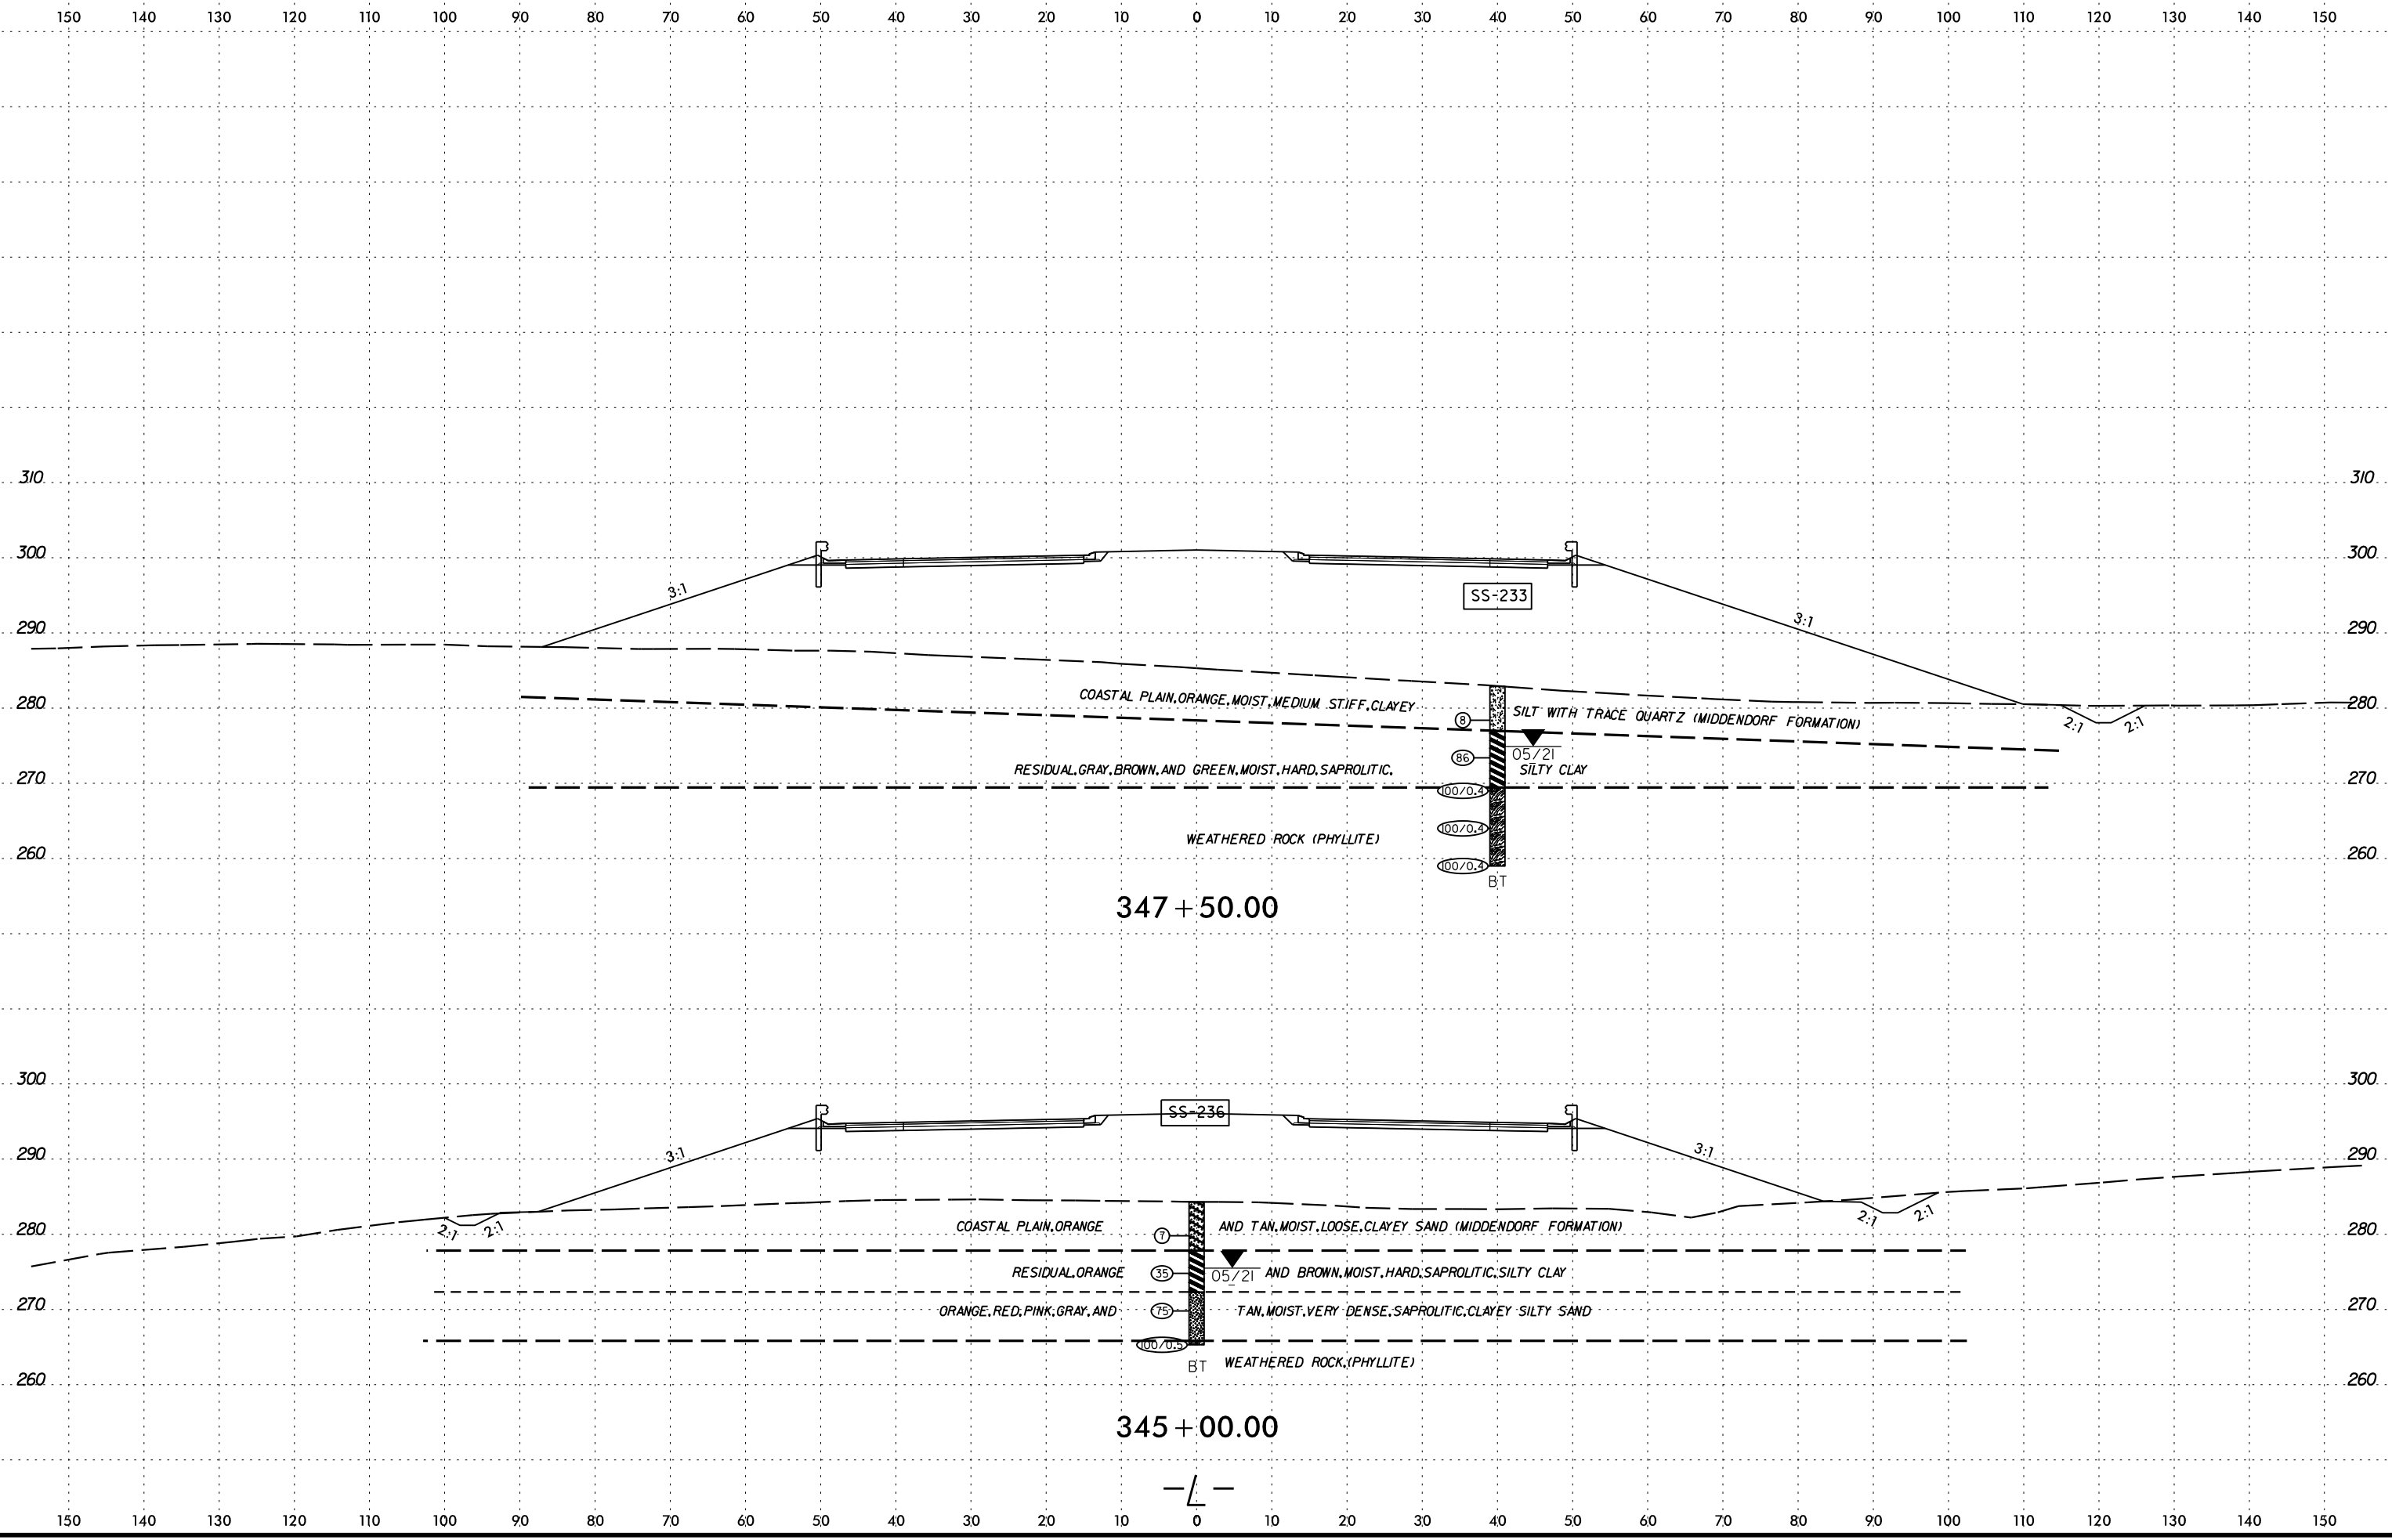 150 140 130 120 110 100 90 80 70 60 50 40 30 20 10 0 10 20 30 40 50 60 70 80 90 100 110 120 130 140 150
310 310
300 300
SS-233
3:1 3:1
290 290
COASTAL PLAIN,ORANGE,MOIST,MEDIUM STIFF,CLAYEY SILT WITH TRACE QUARTZ (MIDDENDORF FORMATION)
280 280
8
2:1 2:1
86 05/21
RESIDUAL,GRAY,BROWN,AND GREEN,MOIST,HARD,SAPROLITIC, SILTY CLAY
270 270
100/0.4
100/0.4
WEATHERED ROCK (PHYLLITE)
260 260
100/0.4
BT
347+50.00
300 300
SS-236
3:1 3:1
290 290
2:1 2:1
COASTAL PLAIN,ORANGE AND TAN,MOIST,LOOSE,CLAYEY SAND (MIDDENDORF FORMATION)
2:1 2:1
280 280
7
RESIDUAL,ORANGE 35 05/21 AND BROWN,MOIST,HARD,SAPROLITIC,SILTY CLAY
270 270
ORANGE,RED,PINK,GRAY,AND 75 TAN,MOIST,VERY DENSE,SAPROLITIC,CLAYEY SILTY SAND
100/0.5
BT WEATHERED ROCK,(PHYLLITE)
260 260
345+00.00
-L-
150 140 130 120 110 100 90 80 70 60 50 40 30 20 10 0 10 20 30 40 50 60 70 80 90 100 110 120 130 140 150